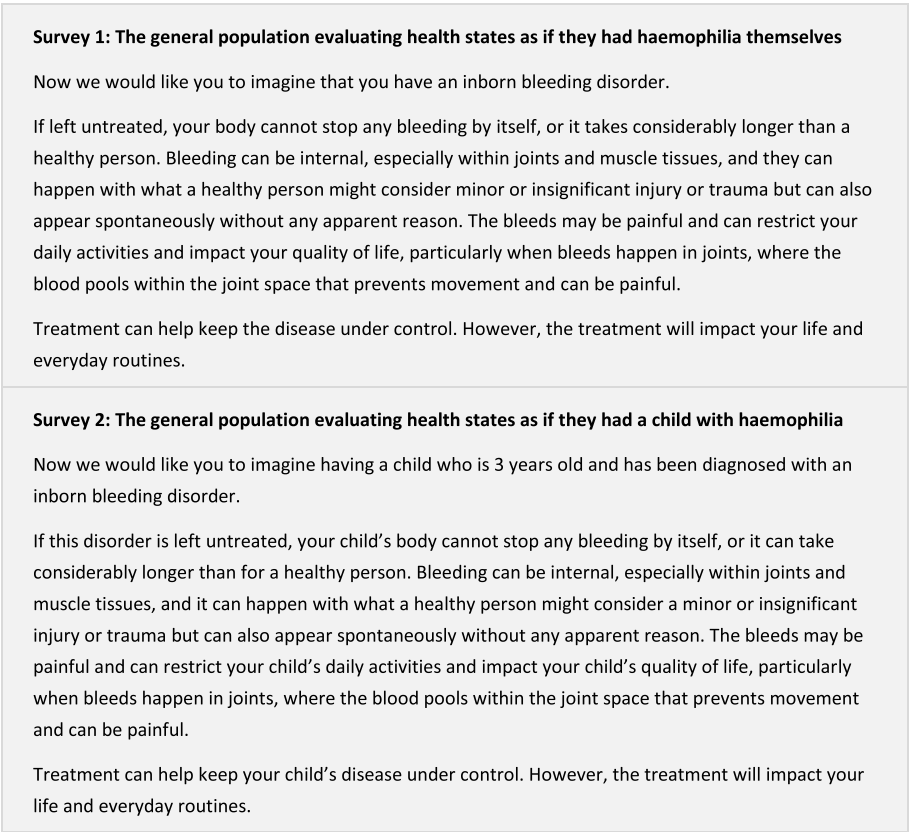 Survey 1: The general population evaluating health states as if they had haemophilia themselves
Now we would like you to imagine that you have an inborn bleeding disorder.
If left untreated, your body cannot stop any bleeding by itself, or it takes considerably longer than a
healthy person. Bleeding can be internal, especially within joints and muscle tissues, and they can
happen with what a healthy person might consider minor or insignificant injury or trauma but can also
appear spontaneously without any apparent reason. The bleeds may be painful and can restrict your
daily activities and impact your quality of life, particularly when bleeds happen in joints, where the
blood pools within the joint space that prevents movement and can be painful.
Treatment can help keep the disease under control. However, the treatment will impact your life and
everyday routines.
Survey 2: The general population evaluating health states as if they had a child with haemophilia
Now we would like you to imagine having a child who is 3 years old and has been diagnosed with an
inborn bleeding disorder.
If this disorder is left untreated, your child’s body cannot stop any bleeding by itself, or it can take
considerably longer than for a healthy person. Bleeding can be internal, especially within joints and
muscle tissues, and it can happen with what a healthy person might consider a minor or insignificant
injury or trauma but can also appear spontaneously without any apparent reason. The bleeds may be
painful and can restrict your child’s daily activities and impact your child’s quality of life, particularly
when bleeds happen in joints, where the blood pools within the joint space that prevents movement
and can be painful.
Treatment can help keep your child’s disease under control. However, the treatment will impact your
life and everyday routines.